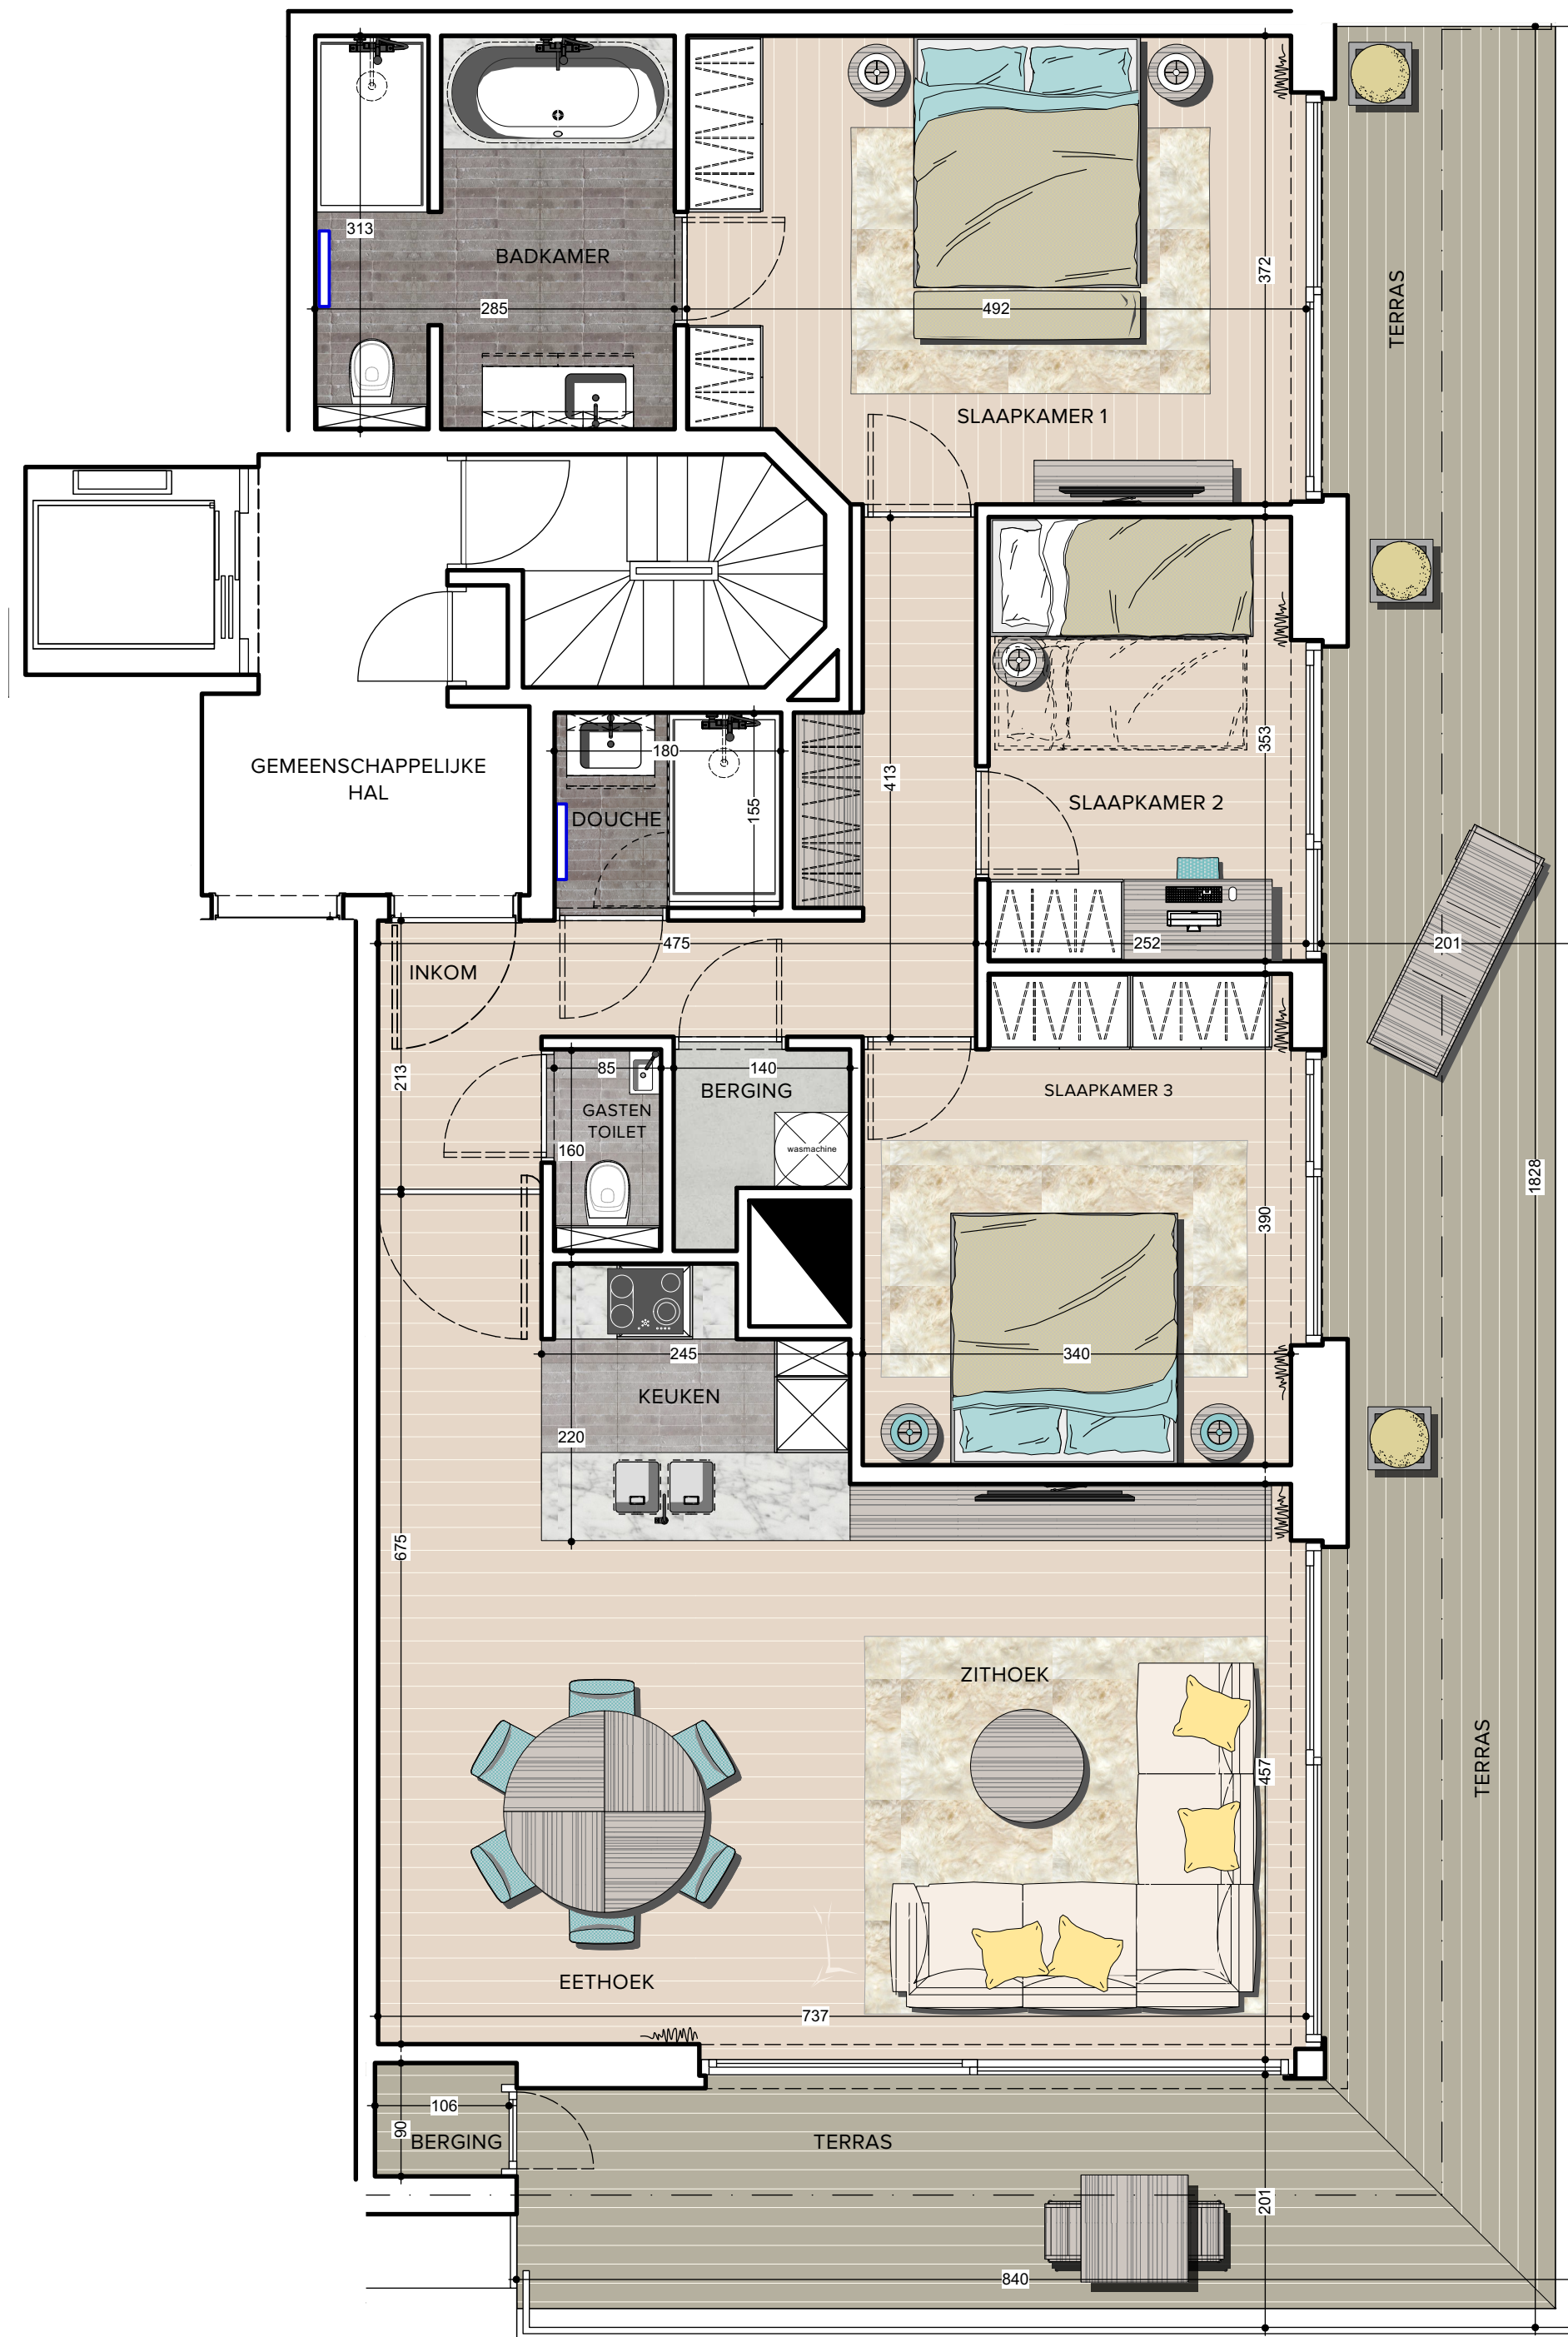 313
BADKAMER
285
492
372
TERRAS
SLAAPKAMER 1
GEMEENSCHAPPELIJKE
HAL
180
155
DOUCHE
413
353
SLAAPKAMER 2
475
252
201
INKOM
213
85
140
BERGING
GASTEN
TOILET
160
wasmachine
SLAAPKAMER 3
390
1828
245
340
KEUKEN
220
675
ZITHOEK
457
TERRAS
EETHOEK
737
106
90
BERGING
TERRAS
201
840